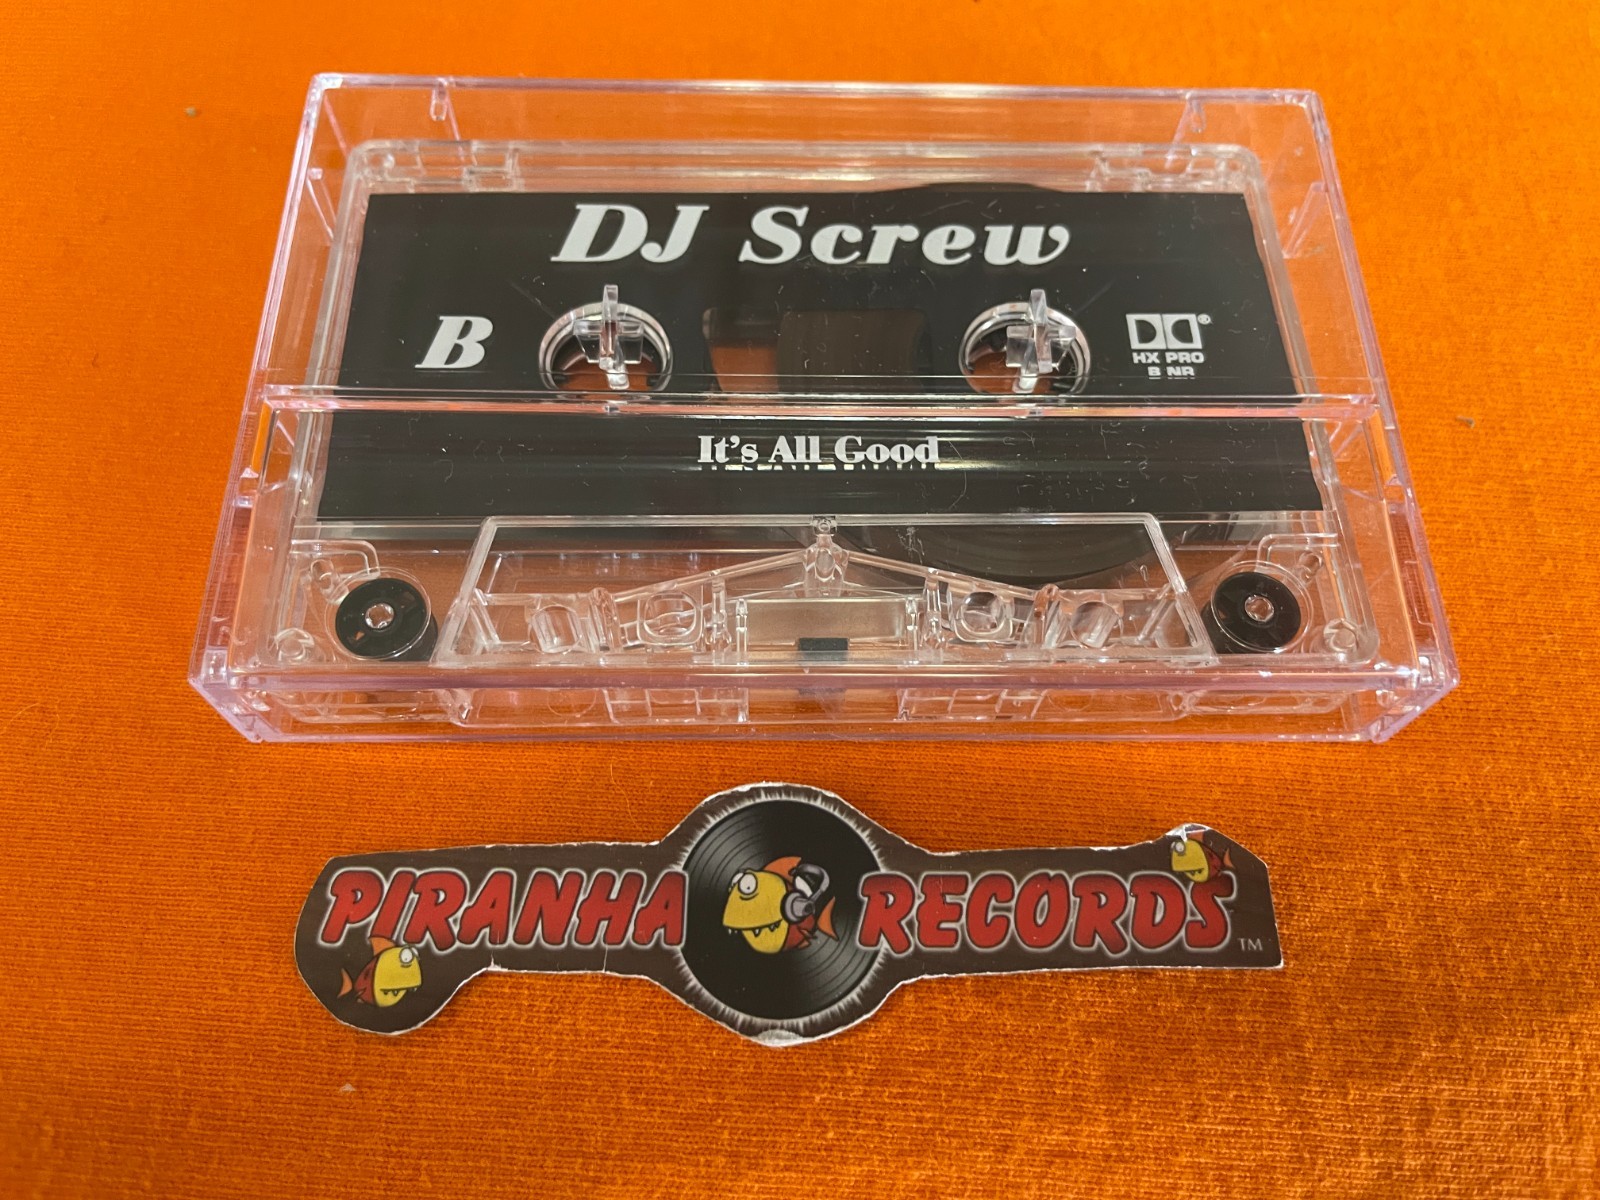 DJ Screw
B
HX PRO
B NR
It's All Good
PIRANHA RECORDS TM